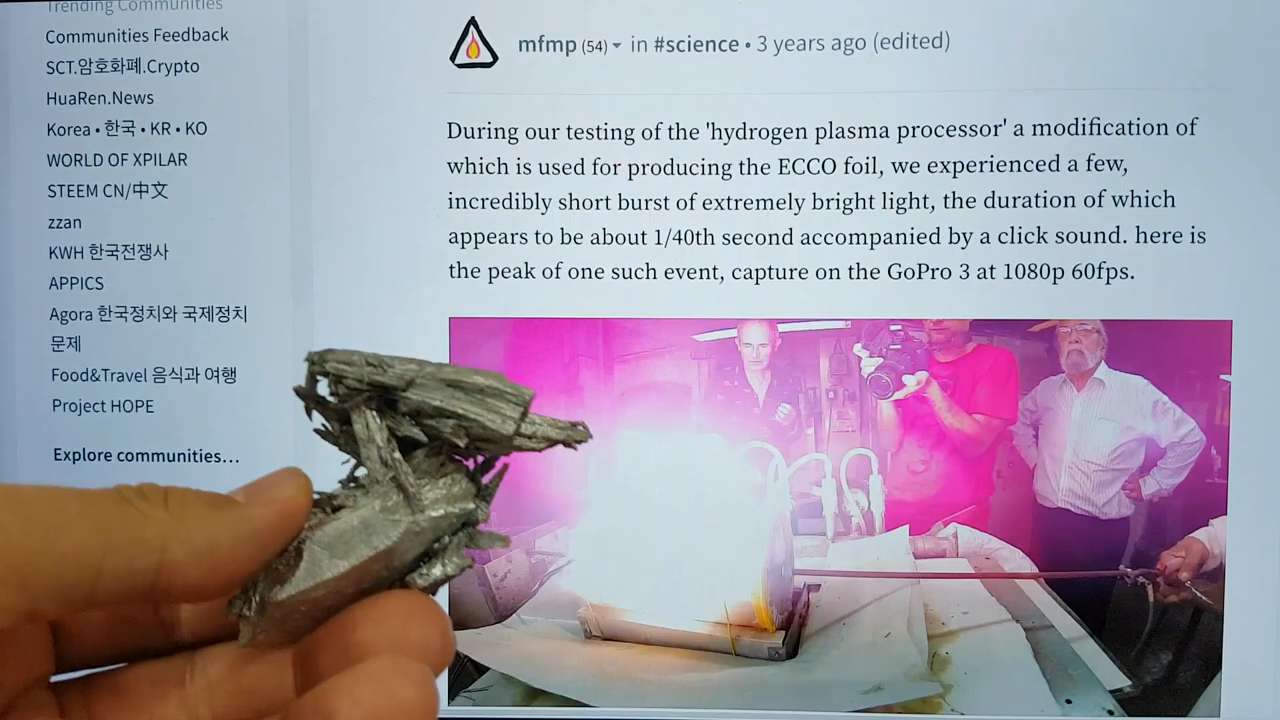 Trending Communities
Communities Feedback
SCT.암호화폐.Crypto
HuaRen.News
Korea • 한국 • KR • KO
WORLD OF XPILAR
STEEM CN/中文
zzan
KWH 한국전쟁사
APPICS
Agora 한국정치와 국제정치
문제
Food&Travel 음식과 여행
Project HOPE
Explore communities...
mfmp (54) in #science • 3 years ago (edited)
During our testing of the 'hydrogen plasma processor' a modification of
which is used for producing the ECCO foil, we experienced a few,
incredibly short burst of extremely bright light, the duration of which
appears to be about 1/40th second accompanied by a click sound. here is
the peak of one such event, capture on the GoPro 3 at 1080p 60fps.